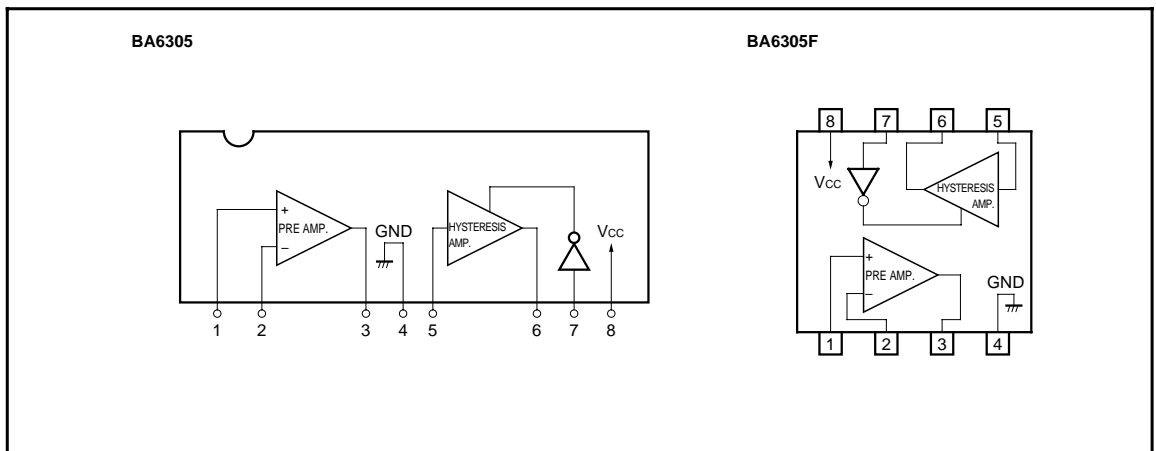 BA6305
+
PRE AMP.
−
GND
HYSTERESIS
AMP.
VCC
1 2 3 4 5 6 7 8
BA6305F
8 7 6 5
VCC
HYSTERESIS
AMP.
+
PRE AMP.
−
GND
1 2 3 4